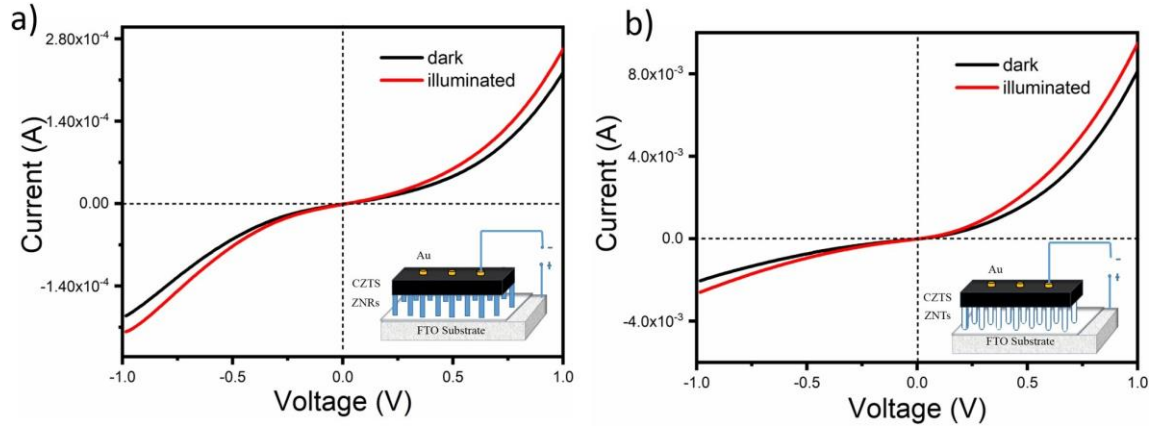 a)
2.80x10-4
1.40x10-4
0.00
-1.40x10-4
Current (A)
dark
illuminated
Au
CZTS
ZNRs
FTO Substrate
-
+
-1.0
-0.5
0.0
0.5
1.0
Voltage (V)
b)
8.0x10-3
4.0x10-3
0.0
-4.0x10-3
Current (A)
dark
illuminated
Au
CZTS
ZNTs
FTO Substrate
-
+
-1.0
-0.5
0.0
0.5
1.0
Voltage (V)